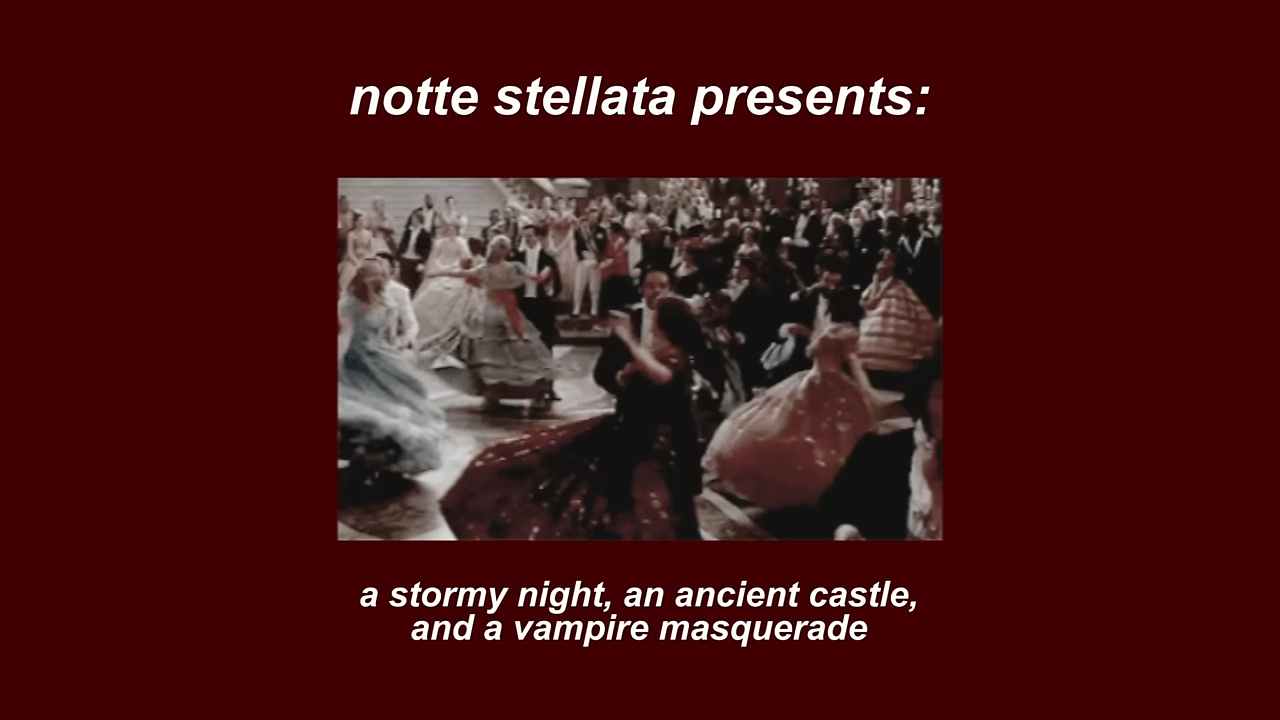 notte stellata presents:
a stormy night, an ancient castle,
and a vampire masquerade